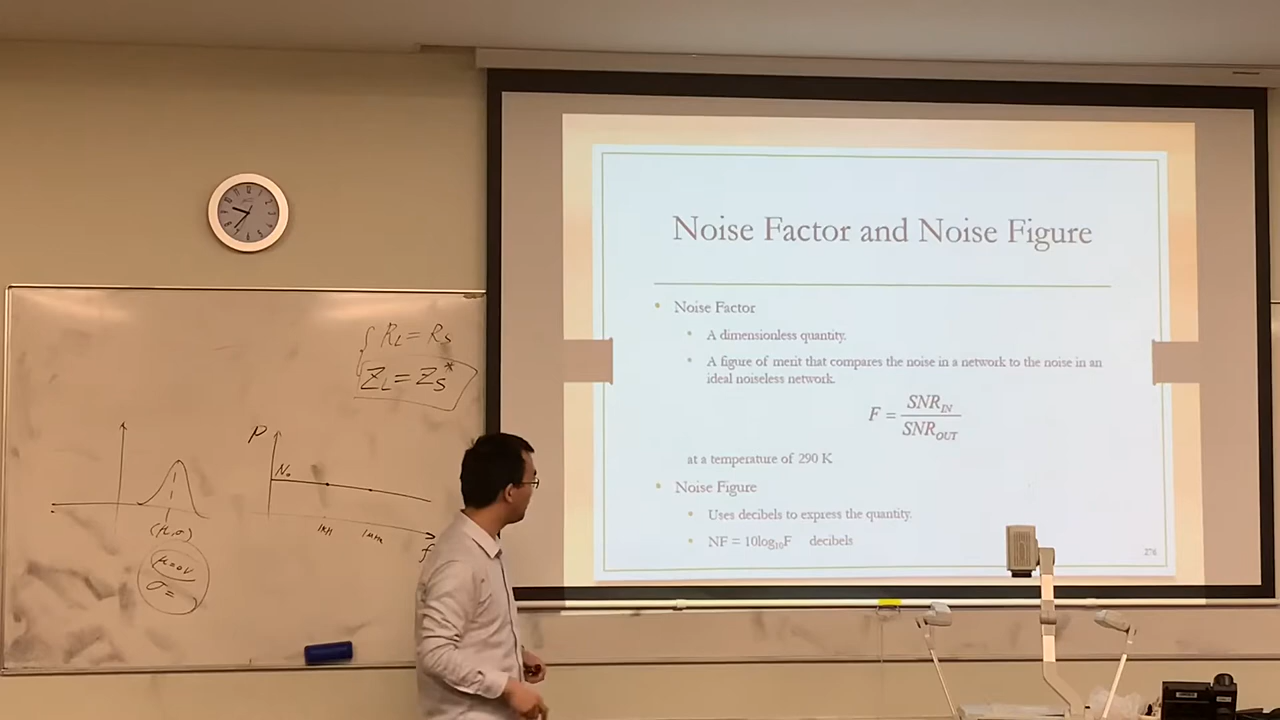 Noise Factor and Noise Figure
• Noise Factor
• A dimensionless quantity.
• A figure of merit that compares the noise in a network to the noise in an
ideal noiseless network.
F = SNR_IN / SNR_OUT
at a temperature of 290 K
• Noise Figure
• Uses decibels to express the quantity.
• NF = 10log₁₀F decibels
276
R_L = R_S
Z_L = Z_S*
P
N₀
(μ, σ)
μ=0V
σ=
f